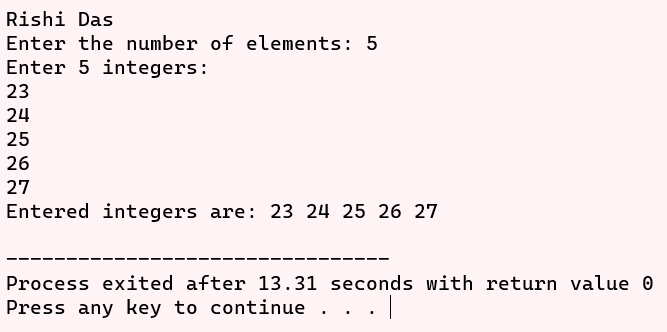 Rishi Das
Enter the number of elements: 5
Enter 5 integers:
23
24
25
26
27
Entered integers are: 23 24 25 26 27
--------------------------------
Process exited after 13.31 seconds with return value 0
Press any key to continue . . .